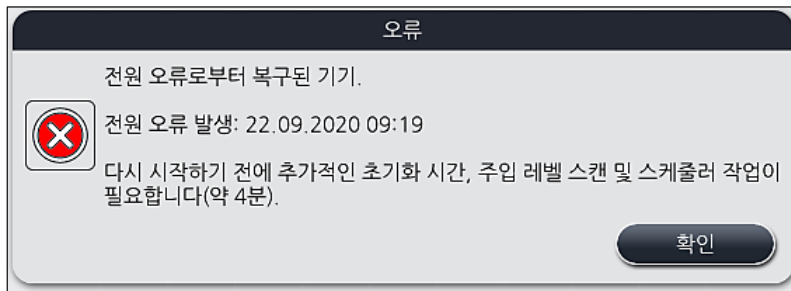 오류
전원 오류로부터 복구된 기기.
전원 오류 발생: 22.09.2020 09:19
다시 시작하기 전에 추가적인 초기화 시간, 주입 레벨 스캔 및 스케줄러 작업이
필요합니다(약 4분).
확인